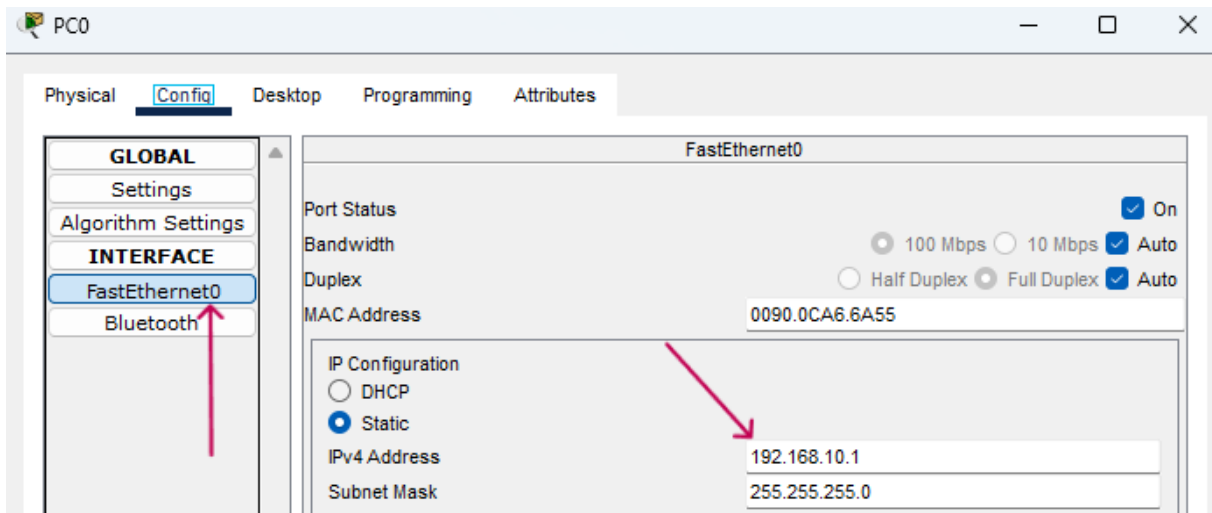 PC0
Physical Config Desktop Programming Attributes
GLOBAL
Settings
Algorithm Settings
INTERFACE
FastEthernet0
Bluetooth
FastEthernet0
Port Status On
Bandwidth 100 Mbps 10 Mbps Auto
Duplex Half Duplex Full Duplex Auto
MAC Address 0090.0CA6.6A55
IP Configuration
DHCP
Static
IPv4 Address 192.168.10.1
Subnet Mask 255.255.255.0